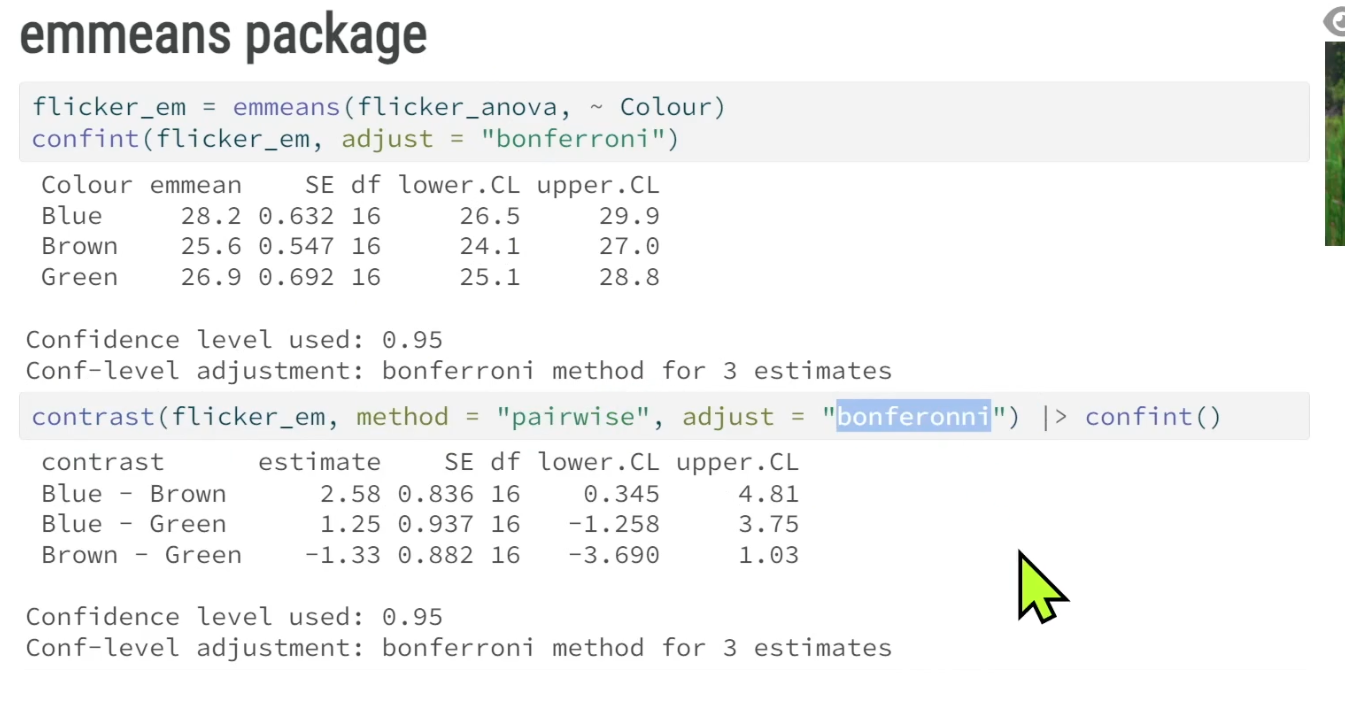 emmeans package
flicker_em = emmeans(flicker_anova, ~ Colour)
confint(flicker_em, adjust = "bonferroni")
Colour emmean SE df lower.CL upper.CL
Blue 28.2 0.632 16 26.5 29.9
Brown 25.6 0.547 16 24.1 27.0
Green 26.9 0.692 16 25.1 28.8
Confidence level used: 0.95
Conf-level adjustment: bonferroni method for 3 estimates
contrast(flicker_em, method = "pairwise", adjust = "bonferonni") |> confint()
contrast estimate SE df lower.CL upper.CL
Blue - Brown 2.58 0.836 16 0.345 4.81
Blue - Green 1.25 0.937 16 -1.258 3.75
Brown - Green -1.33 0.882 16 -3.690 1.03
Confidence level used: 0.95
Conf-level adjustment: bonferroni method for 3 estimates